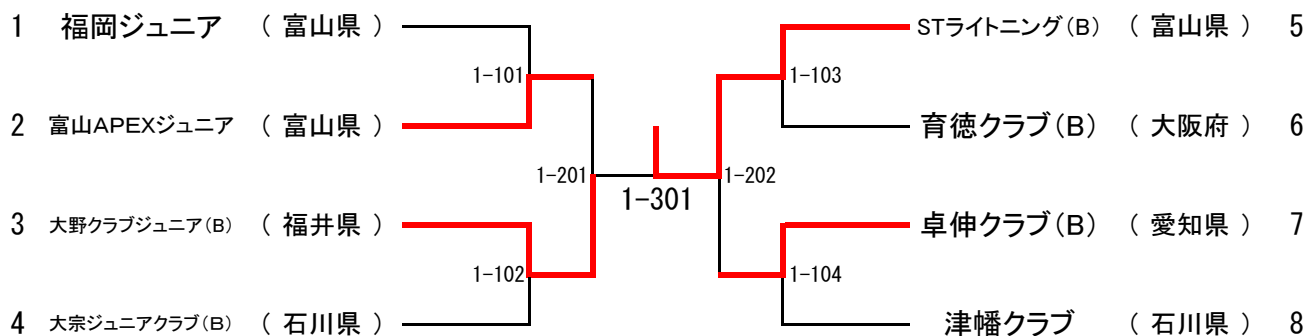 1 福岡ジュニア （ 富山県 ）
STライトニング(B) （ 富山県 ） 5
1-101
1-103
2 富山APEXジュニア （ 富山県 ）
育徳クラブ(B) （ 大阪府 ） 6
1-201
1-202
1-301
3 大野クラブジュニア(B) （ 福井県 ）
卓伸クラブ(B) （ 愛知県 ） 7
1-102
1-104
4 大宗ジュニアクラブ(B) （ 石川県 ）
津幡クラブ （ 石川県 ） 8